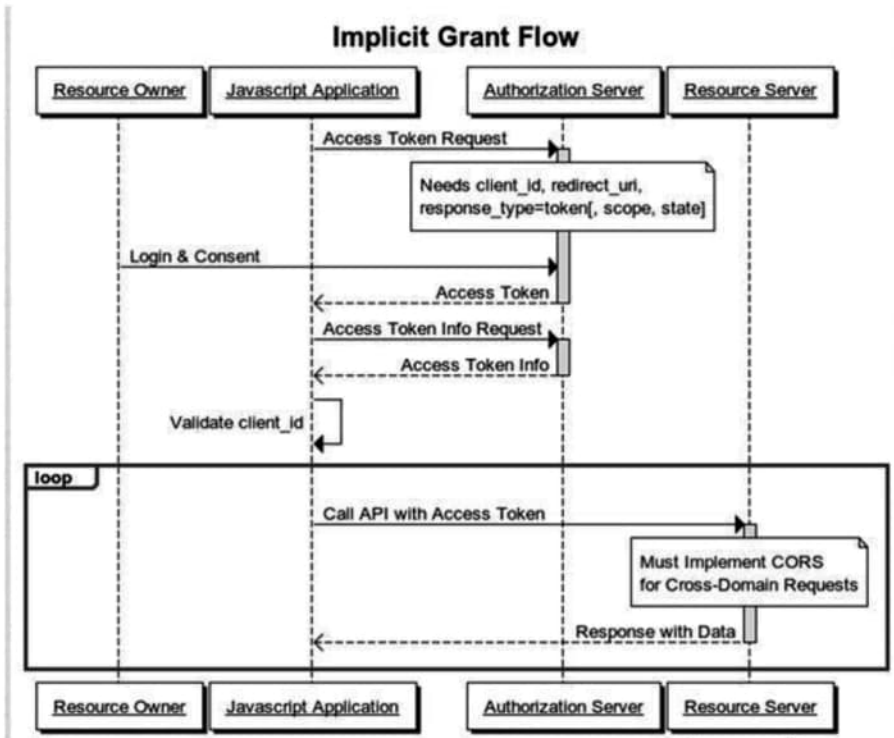 Implicit Grant Flow
Resource Owner
Javascript Application
Authorization Server
Resource Server
Access Token Request
Needs client_id, redirect_uri,
response_type=token[, scope, state]
Login & Consent
Access Token
Access Token Info Request
Access Token Info
Validate client_id
loop
Call API with Access Token
Must Implement CORS
for Cross-Domain Requests
Response with Data
Resource Owner
Javascript Application
Authorization Server
Resource Server